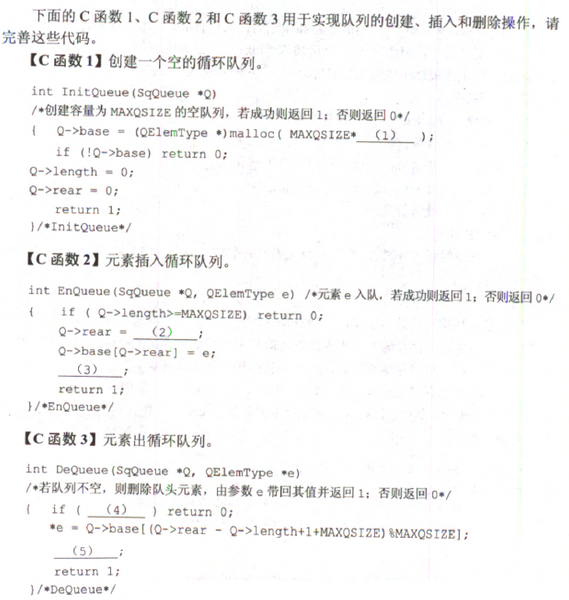 下面的 C 函数 1、C 函数 2 和 C 函数 3 用于实现队列的创建、插入和删除操作，请
完善这些代码。
【C 函数 1】创建一个空的循环队列。
int InitQueue(SqQueue *Q)
/*创建容量为 MAXQSIZE 的空队列，若成功则返回 1；否则返回 0*/
{ Q->base = (QElemType *)malloc( MAXQSIZE* （1） );
if (!Q->base) return 0;
Q->length = 0;
Q->rear = 0;
return 1;
}/*InitQueue*/
【C 函数 2】元素插入循环队列。
int EnQueue(SqQueue *Q, QElemType e) /*元素 e 入队，若成功则返回 1；否则返回 0*/
{ if ( Q->length>=MAXQSIZE) return 0;
Q->rear = （2） ;
Q->base[Q->rear] = e;
（3） ;
return 1;
}/*EnQueue*/
【C 函数 3】元素出循环队列。
int DeQueue(SqQueue *Q, QElemType *e)
/*若队列不空，则删除队头元素，由参数 e 带回其值并返回 1；否则返回 0*/
{ if ( （4） ) return 0;
*e = Q->base[(Q->rear - Q->length+1+MAXQSIZE)%MAXQSIZE];
（5） ;
return 1;
}/*DeQueue*/